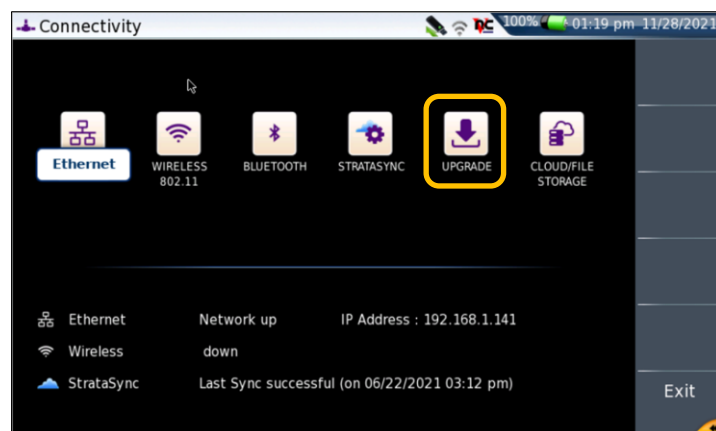 Connectivity
100% 01:19 pm 11/28/2021
Ethernet
WIRELESS
802.11
BLUETOOTH
STRATASYNC
UPGRADE
CLOUD/FILE
STORAGE
Ethernet Network up IP Address : 192.168.1.141
Wireless down
StrataSync Last Sync successful (on 06/22/2021 03:12 pm)
Exit